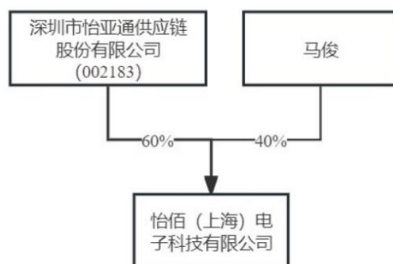 深圳市怡亚通供应链
股份有限公司
(002183)
马俊
60%
40%
怡佰（上海）电
子科技有限公司